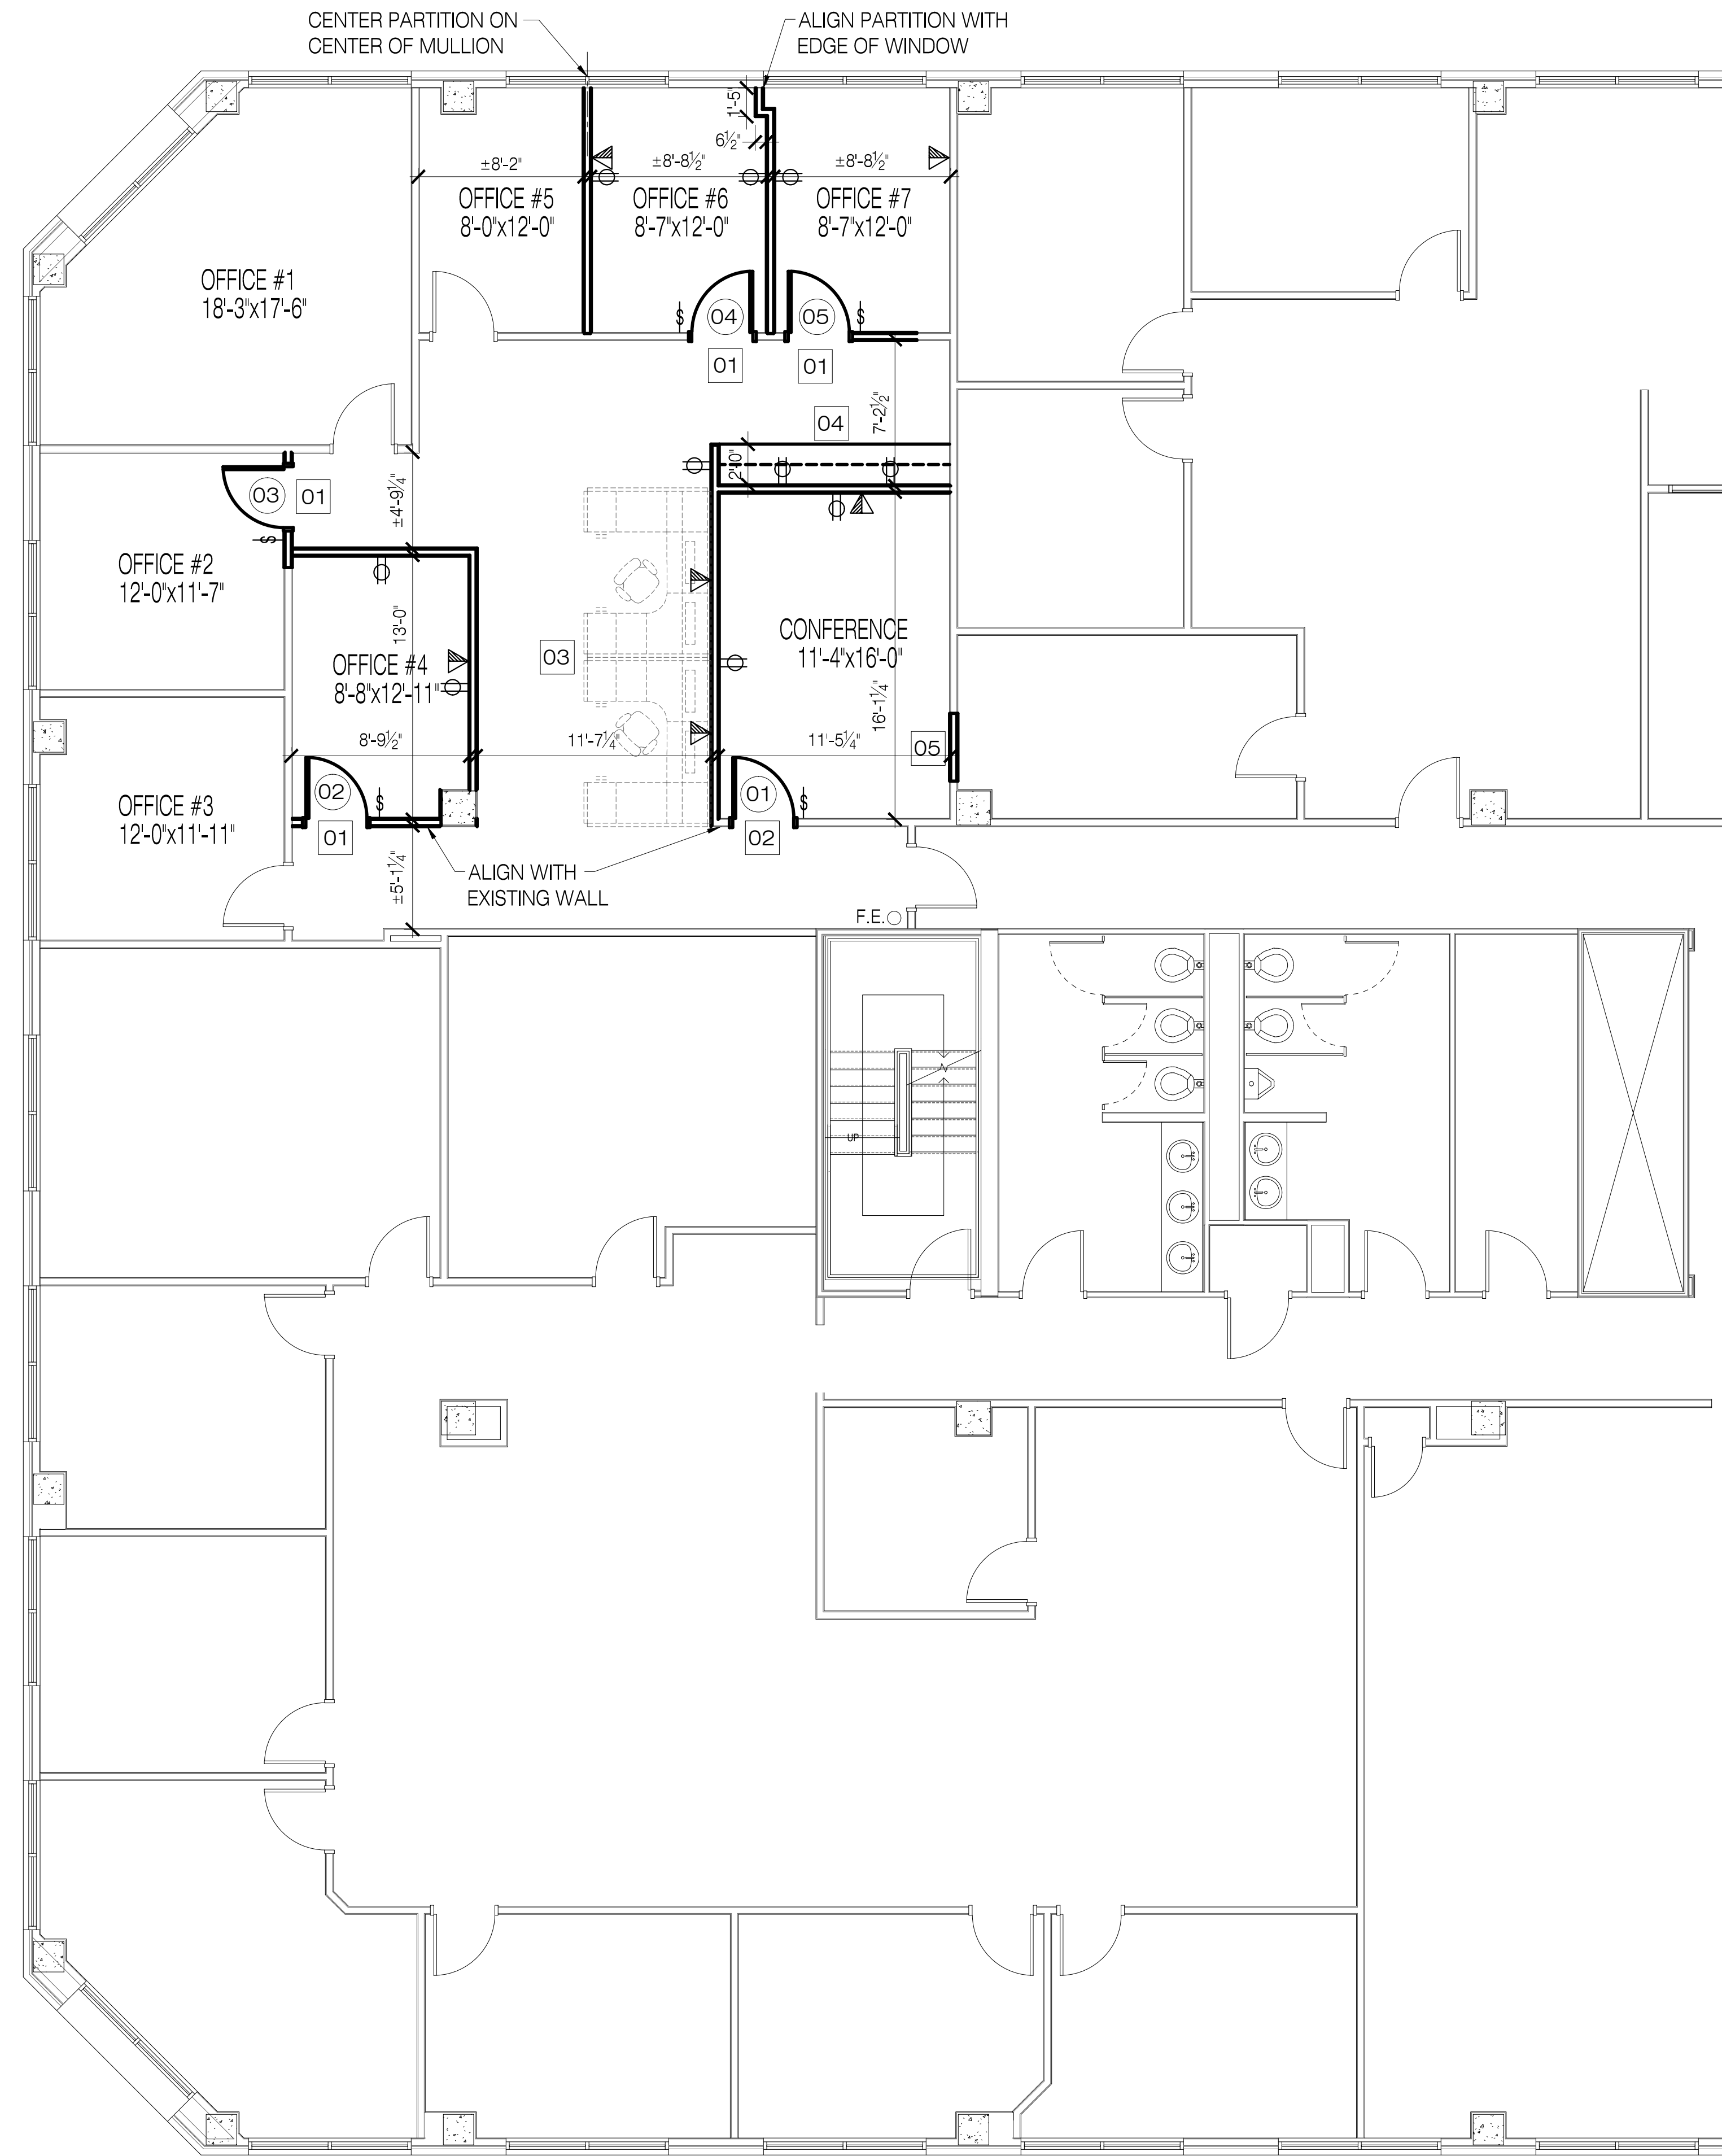 CENTER PARTITION ON
CENTER OF MULLION
ALIGN PARTITION WITH
EDGE OF WINDOW
1'-5"
6½"
±8'-2"
±8'-8½"
±8'-8½"
OFFICE #5
8'-0"x12'-0"
OFFICE #6
8'-7"x12'-0"
OFFICE #7
8'-7"x12'-0"
OFFICE #1
18'-3"x17'-6"
$
04
05
$
01
01
7'-2½"
04
2'-0"
03
01
±4'-9¼"
$
OFFICE #2
12'-0"x11'-7"
13'-0"
OFFICE #4
8'-8"x12'-11"
03
CONFERENCE
11'-4"x16'-0"
16'-1¼"
8'-9½"
11'-7¼"
11'-5¼"
05
OFFICE #3
12'-0"x11'-11"
02
$
01
$
01
02
±5'-1¼"
ALIGN WITH
EXISTING WALL
F.E.
UP